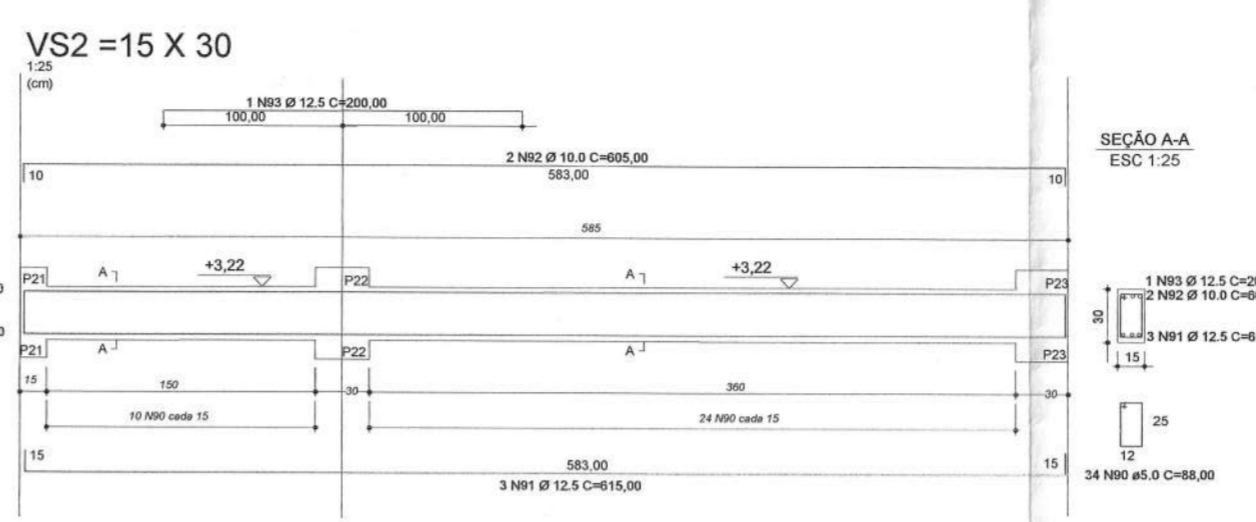 VS2 =15 X 30
1:25
(cm)
1 N93 Ø 12.5 C=200,00
100,00 100,00
2 N92 Ø 10.0 C=605,00
10 583,00 10
585
+3,22 +3,22
P21 A P22 A P23
P21 A P22 A P23
15 150 30 360 30
10 N90 cada 15 24 N90 cada 15
15 583,00 15
3 N91 Ø 12.5 C=615,00
SEÇÃO A-A
ESC 1:25
1 N93 Ø 12.5 C=20
2 N92 Ø 10.0 C=6
30
3 N91 Ø 12.5 C=6
15
25
12
34 N90 ø5.0 C=88,00